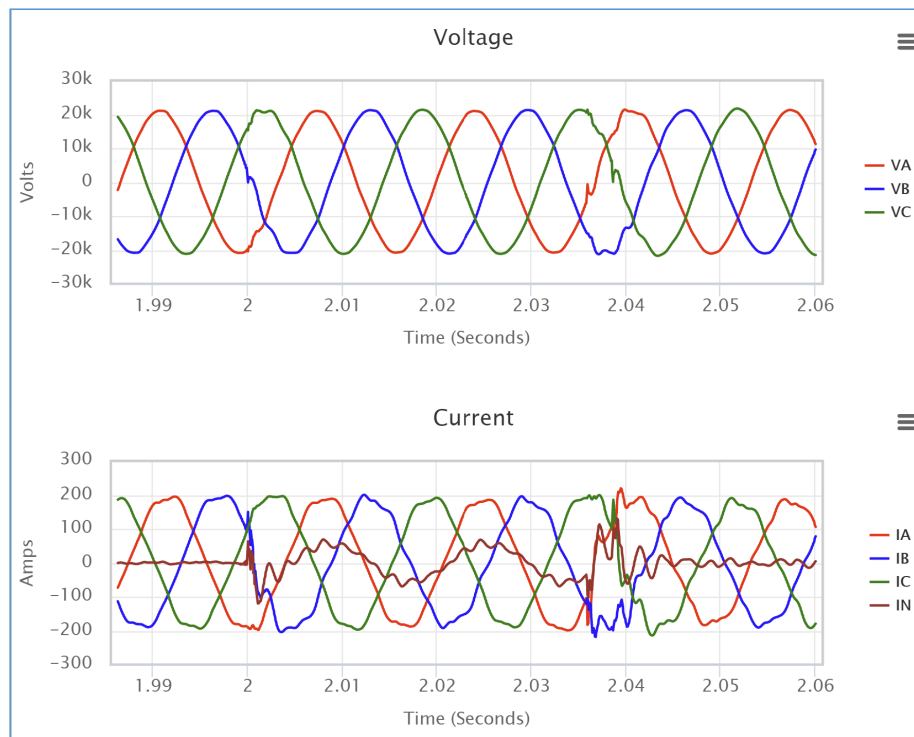 Voltage
30k
20k
10k
0
-10k
-20k
-30k
Volts
1.99 2 2.01 2.02 2.03 2.04 2.05 2.06
Time (Seconds)
VA
VB
VC
Current
300
200
100
0
-100
-200
-300
Amps
1.99 2 2.01 2.02 2.03 2.04 2.05 2.06
Time (Seconds)
IA
IB
IC
IN